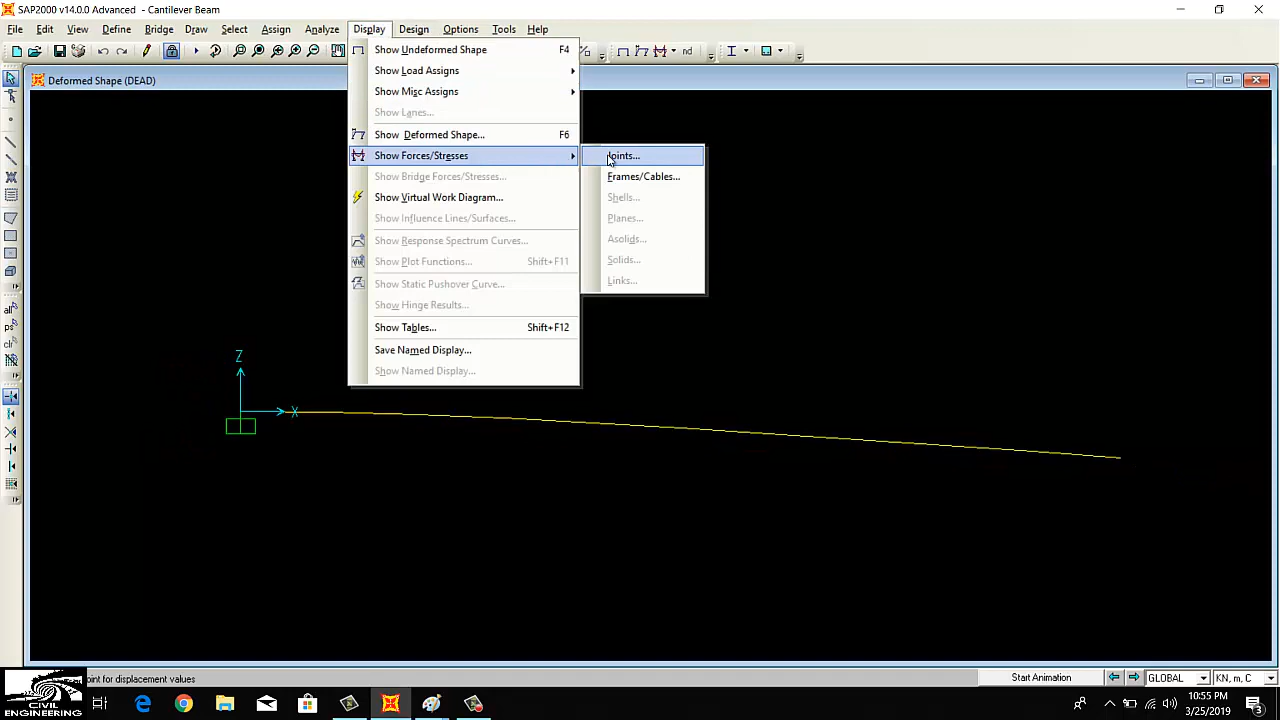 SAP2000 v14.0.0 Advanced - Cantilever Beam
File Edit View Define Bridge Draw Select Assign Analyze Display Design Options Tools Help
nd
Deformed Shape (DEAD)
Show Undeformed Shape F4
Show Load Assigns
Show Misc Assigns
Show Lanes...
Show Deformed Shape... F6
Show Forces/Stresses
Show Bridge Forces/Stresses...
Show Virtual Work Diagram...
Show Influence Lines/Surfaces...
Show Response Spectrum Curves...
Show Plot Functions... Shift+F11
Show Static Pushover Curve...
Show Hinge Results...
Show Tables... Shift+F12
Save Named Display...
Show Named Display...
Joints...
Frames/Cables...
Shells...
Planes...
Asolids...
Solids...
Links...
all
ps
clr
Z
X
oint for displacement values
Start Animation
GLOBAL
KN, m, C
CIVIL
ENGINEERING
10:55 PM
3/25/2019
3